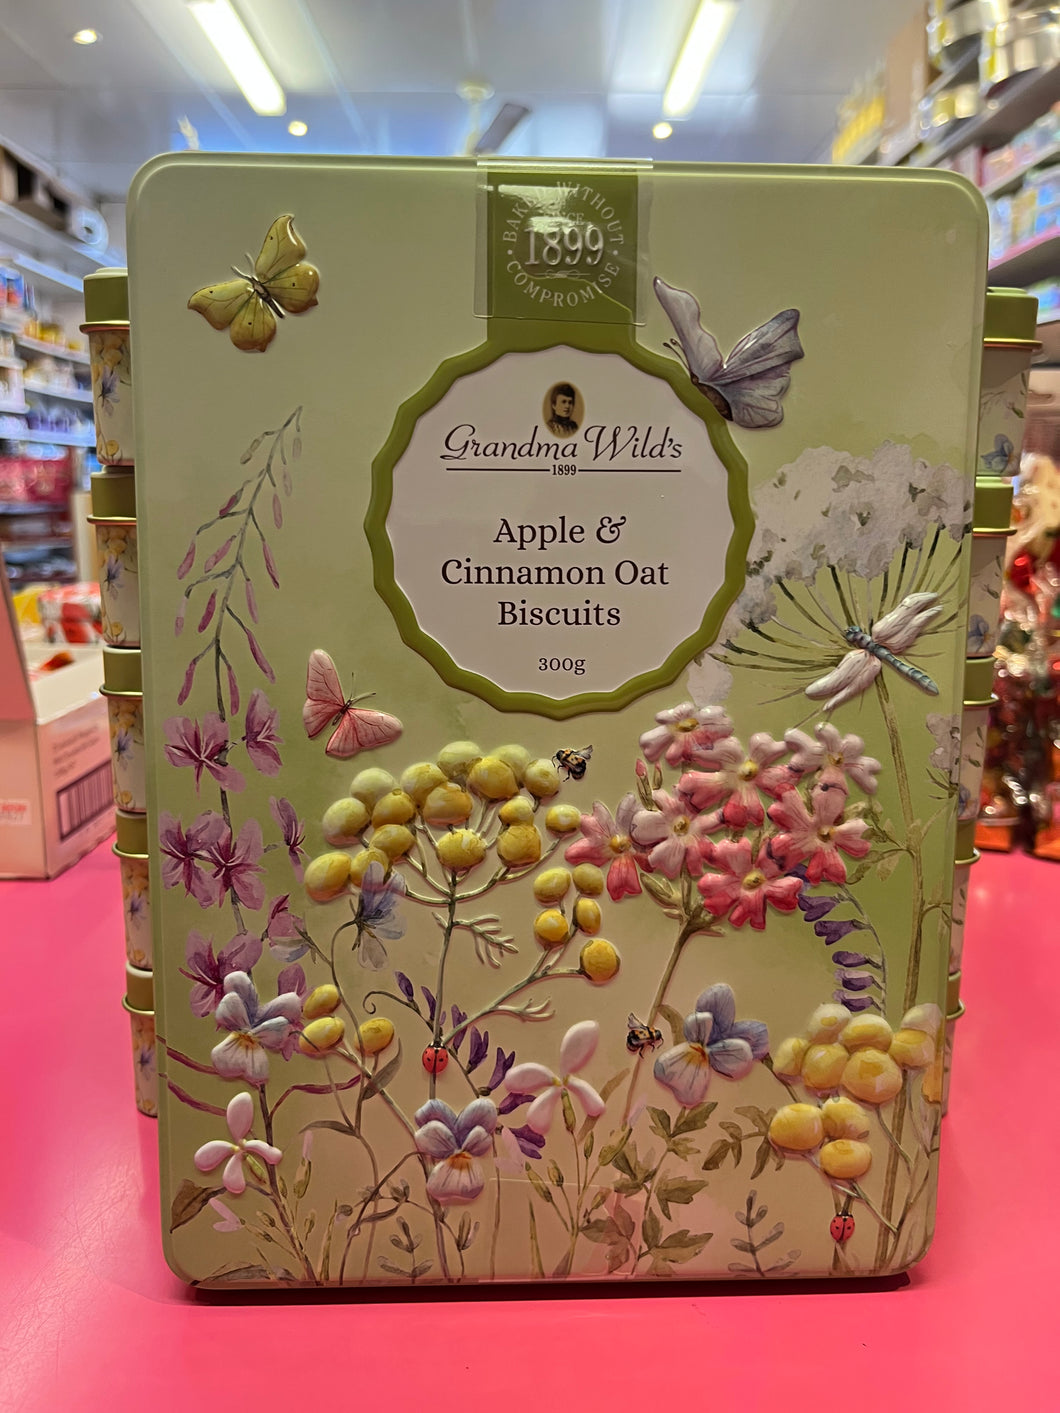 BAKED WITHOUT
SINCE
1899
COMPROMISE
Grandma Wild's
1899
Apple &
Cinnamon Oat
Biscuits
300g